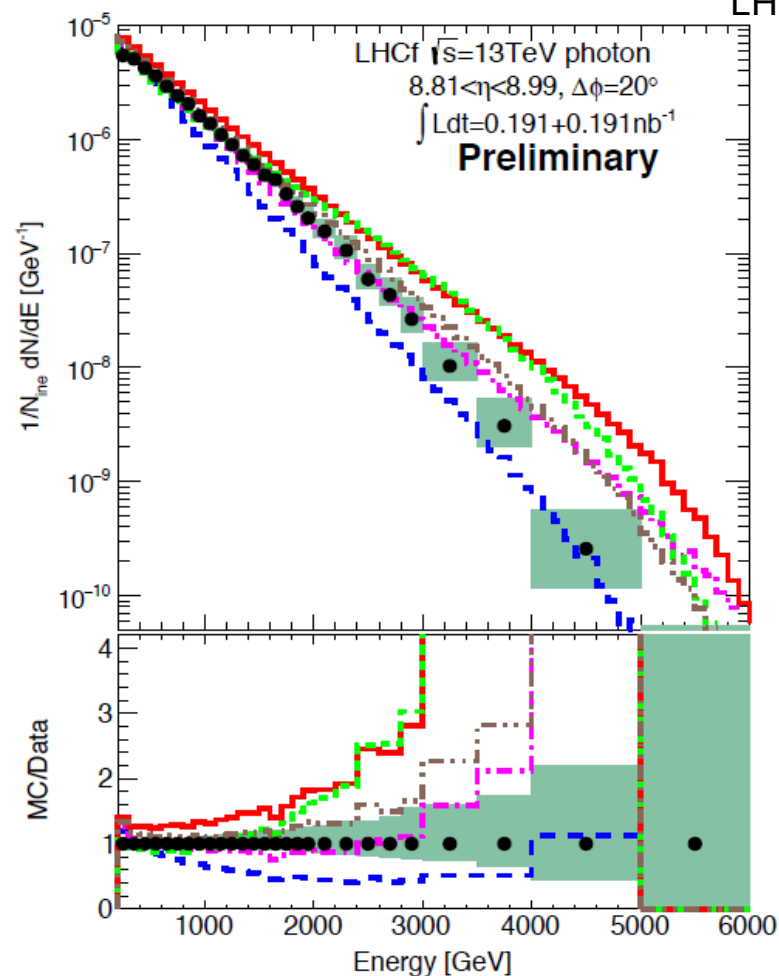 LH
LHCf √s=13TeV photon
8.81<η<8.99, Δϕ=20°
∫Ldt=0.191+0.191nb⁻¹
Preliminary
1/N_ine dN/dE [GeV⁻¹]
10⁻⁵
10⁻⁶
10⁻⁷
10⁻⁸
10⁻⁹
10⁻¹⁰
MC/Data
4
3
2
1
0
1000 2000 3000 4000 5000 6000
Energy [GeV]